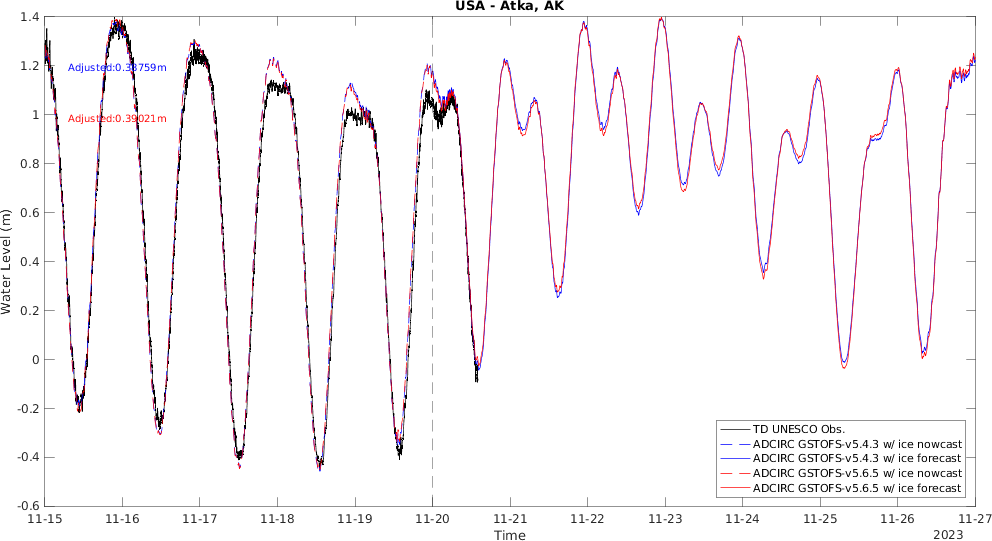 USA - Atka, AK
1.4
1.2
1
0.8
0.6
0.4
0.2
0
-0.2
-0.4
-0.6
Water Level (m)
Adjusted:0.38759m
Adjusted:0.39021m
TD UNESCO Obs.
ADCIRC GSTOFS-v5.4.3 w/ ice nowcast
ADCIRC GSTOFS-v5.4.3 w/ ice forecast
ADCIRC GSTOFS-v5.6.5 w/ ice nowcast
ADCIRC GSTOFS-v5.6.5 w/ ice forecast
11-15 11-16 11-17 11-18 11-19 11-20 11-21 11-22 11-23 11-24 11-25 11-26 11-27
Time
2023